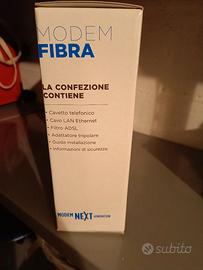 MODEM
FIBRA
LA CONFEZIONE
CONTIENE
• Cavetto telefonico
• Cavo LAN Ethernet
• Filtro ADSL
• Adattatore tripolare
• Guida installazione
• Informazioni di sicurezza
MODEM NEXT GENERATION
subito